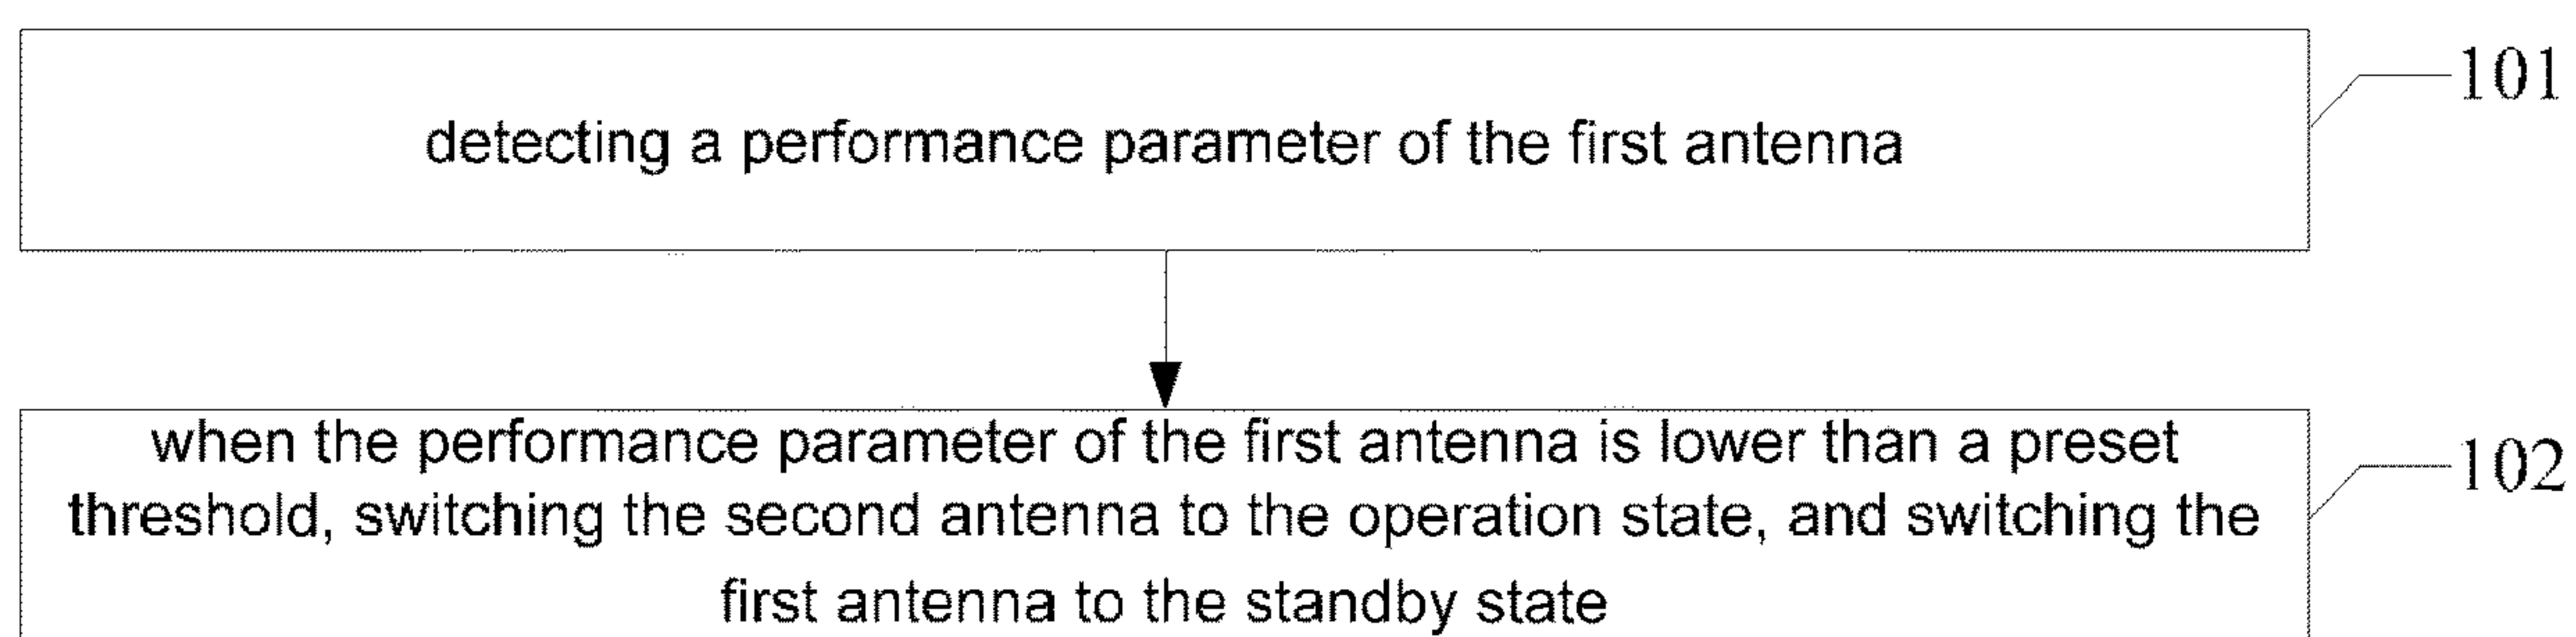 101
detecting a performance parameter of the first antenna
when the performance parameter of the first antenna is lower than a preset
102
threshold, switching the second antenna to the operation state, and switching the
first antenna to the standby state